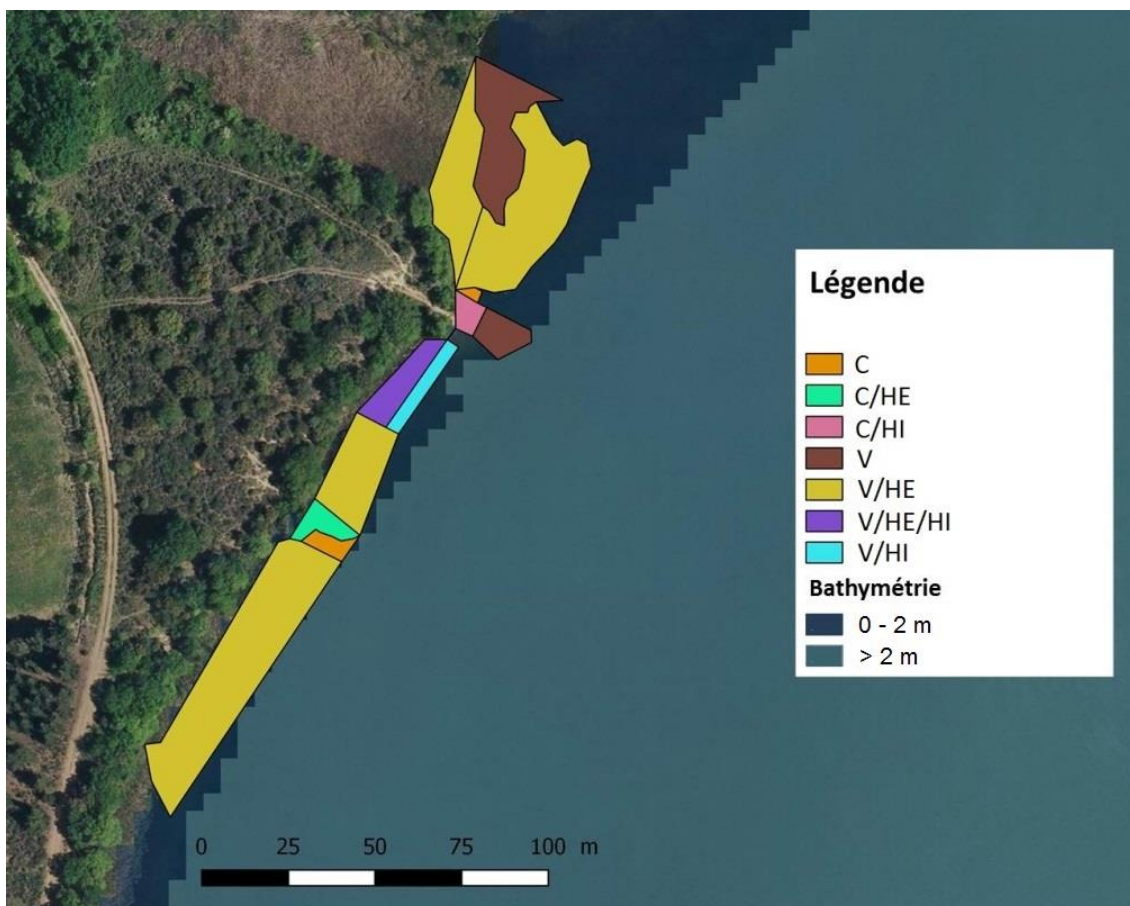 Légende
C
C/HE
C/HI
V
V/HE
V/HE/HI
V/HI
Bathymétrie
0 - 2 m
> 2 m
0 25 50 75 100 m